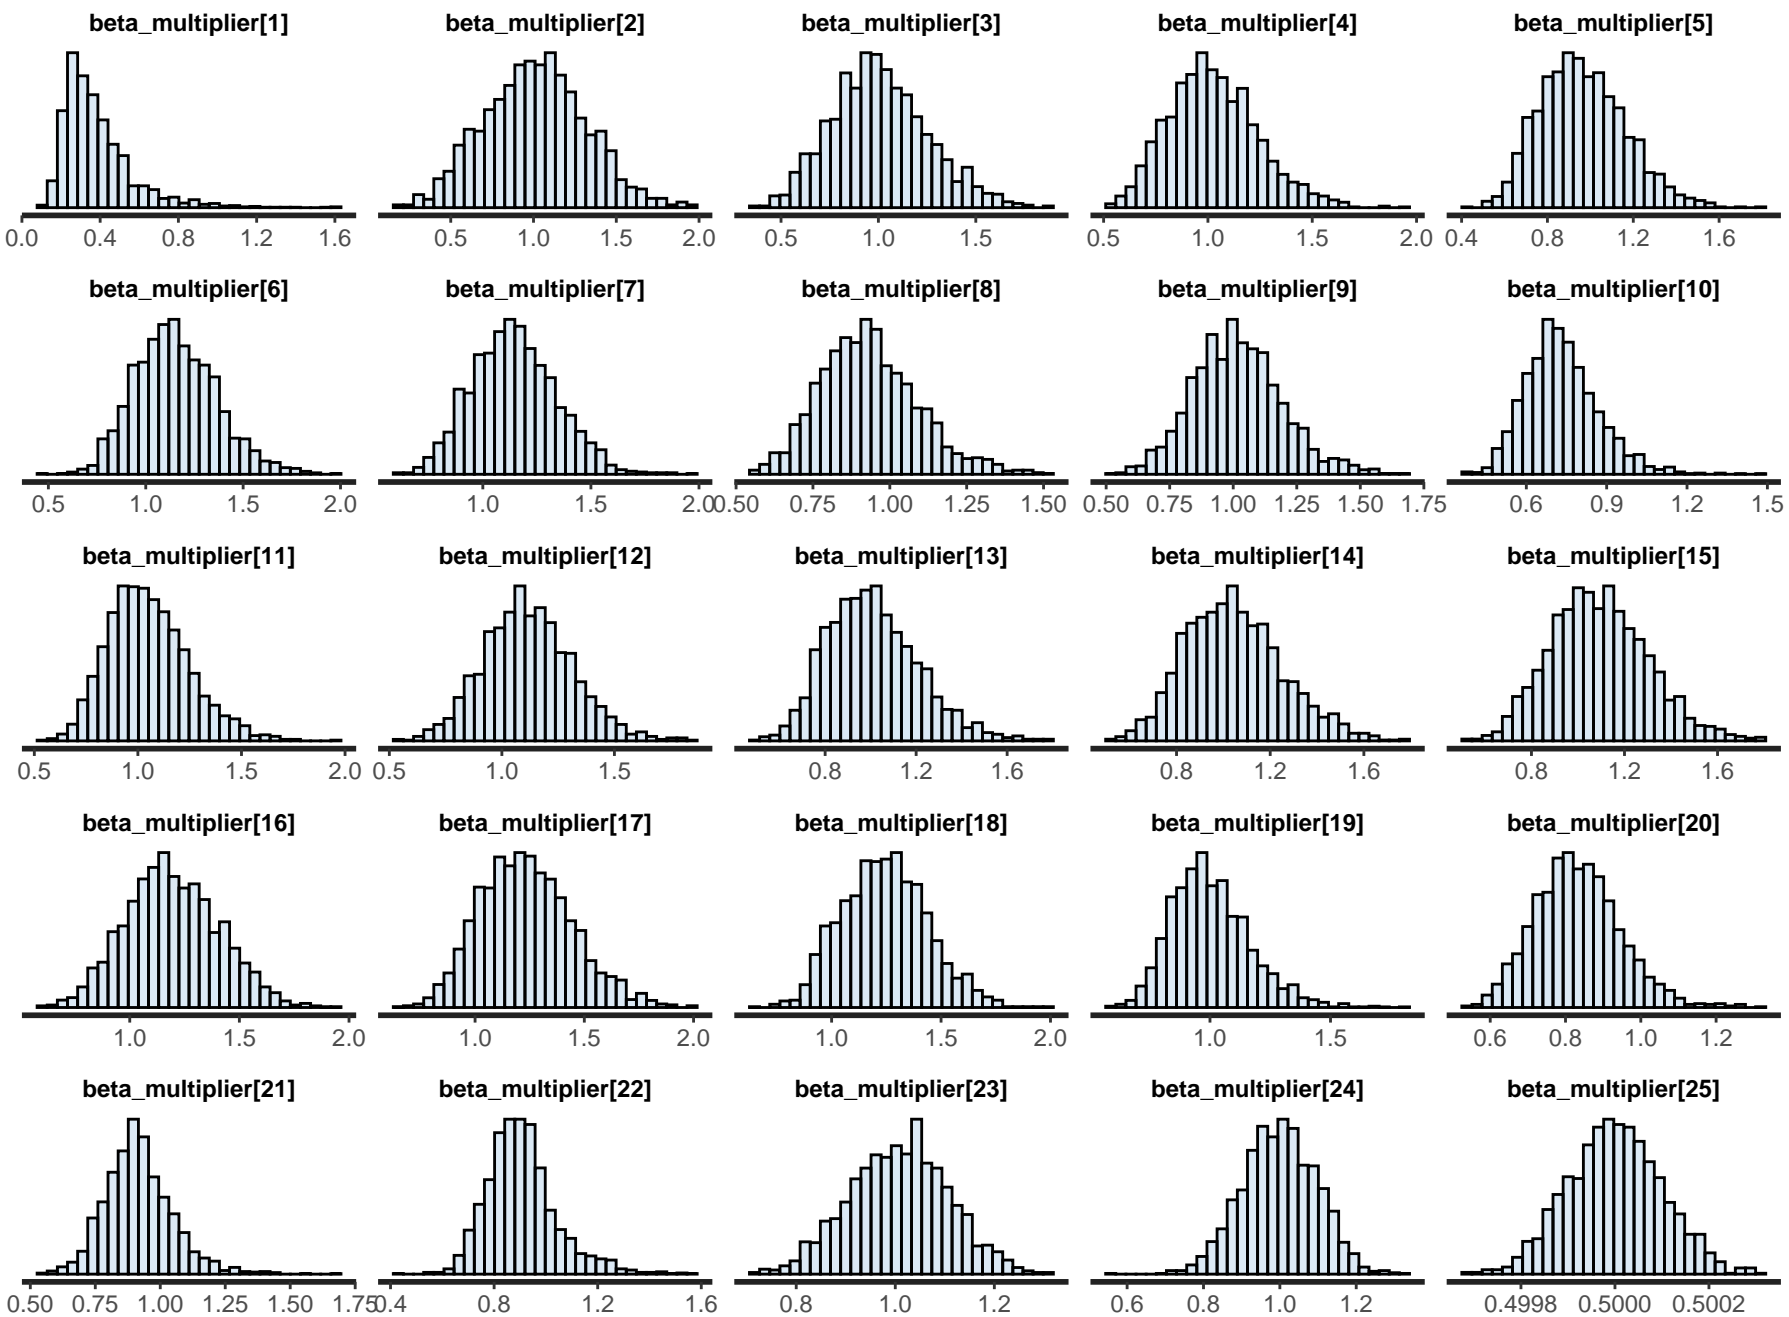 beta_multiplier[1] beta_multiplier[2] beta_multiplier[3] beta_multiplier[4] beta_multiplier[5]
0.0 0.4 0.8 1.2 1.6 0.5 1.0 1.5 2.0 0.5 1.0 1.5 0.5 1.0 1.5 2.0 0.4 0.8 1.2 1.6
beta_multiplier[6] beta_multiplier[7] beta_multiplier[8] beta_multiplier[9] beta_multiplier[10]
0.5 1.0 1.5 2.0 1.0 1.5 2.0 0.50 0.75 1.00 1.25 1.50 0.50 0.75 1.00 1.25 1.50 1.75 0.6 0.9 1.2 1.5
beta_multiplier[11] beta_multiplier[12] beta_multiplier[13] beta_multiplier[14] beta_multiplier[15]
0.5 1.0 1.5 2.0 0.5 1.0 1.5 0.8 1.2 1.6 0.8 1.2 1.6 0.8 1.2 1.6
beta_multiplier[16] beta_multiplier[17] beta_multiplier[18] beta_multiplier[19] beta_multiplier[20]
1.0 1.5 2.0 1.0 1.5 2.0 1.0 1.5 2.0 1.0 1.5 0.6 0.8 1.0 1.2
beta_multiplier[21] beta_multiplier[22] beta_multiplier[23] beta_multiplier[24] beta_multiplier[25]
0.50 0.75 1.00 1.25 1.50 1.75 0.4 0.8 1.2 1.6 0.8 1.0 1.2 0.6 0.8 1.0 1.2 0.4998 0.5000 0.5002